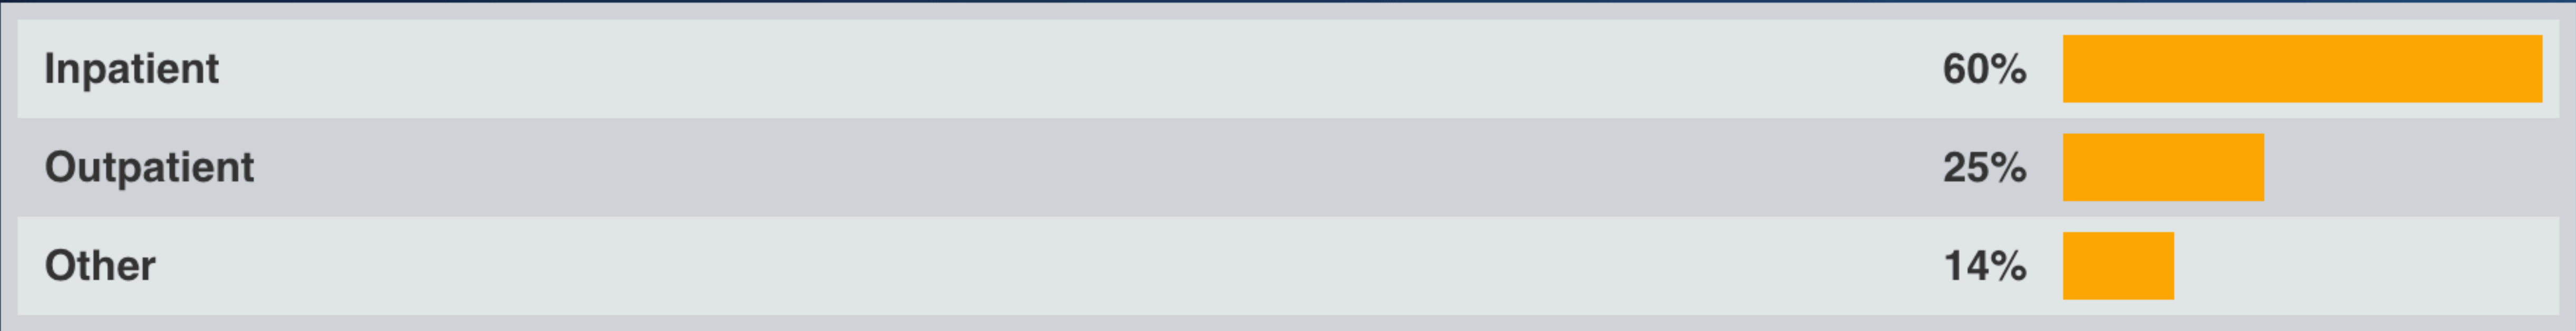 Inpatient 60%
Outpatient 25%
Other 14%